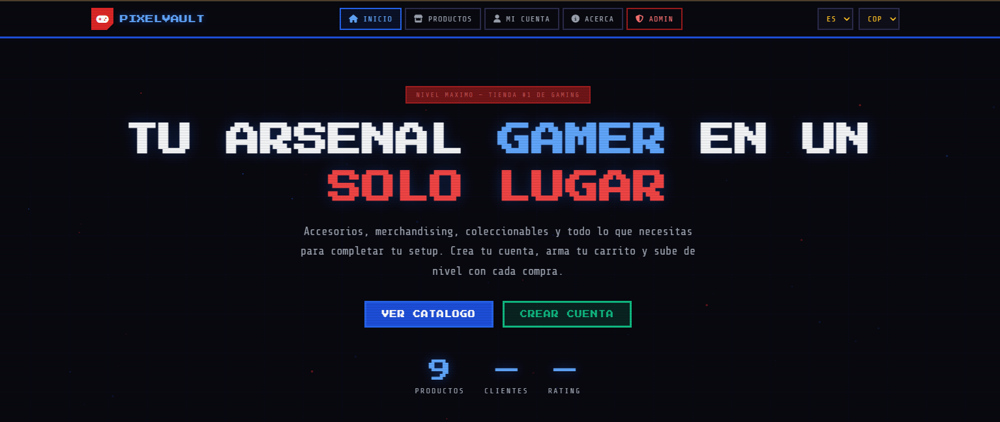 PIXELVAULT
INICIO
PRODUCTOS
MI CUENTA
ACERCA
ADMIN
ES
COP
NIVEL MAXIMO — TIENDA #1 DE GAMING
TU ARSENAL GAMER EN UN
SOLO LUGAR
Accesorios, merchandising, coleccionables y todo lo que necesitas
para completar tu setup. Crea tu cuenta, arma tu carrito y sube de
nivel con cada compra.
VER CATALOGO
CREAR CUENTA
9
—
—
PRODUCTOS
CLIENTES
RATING